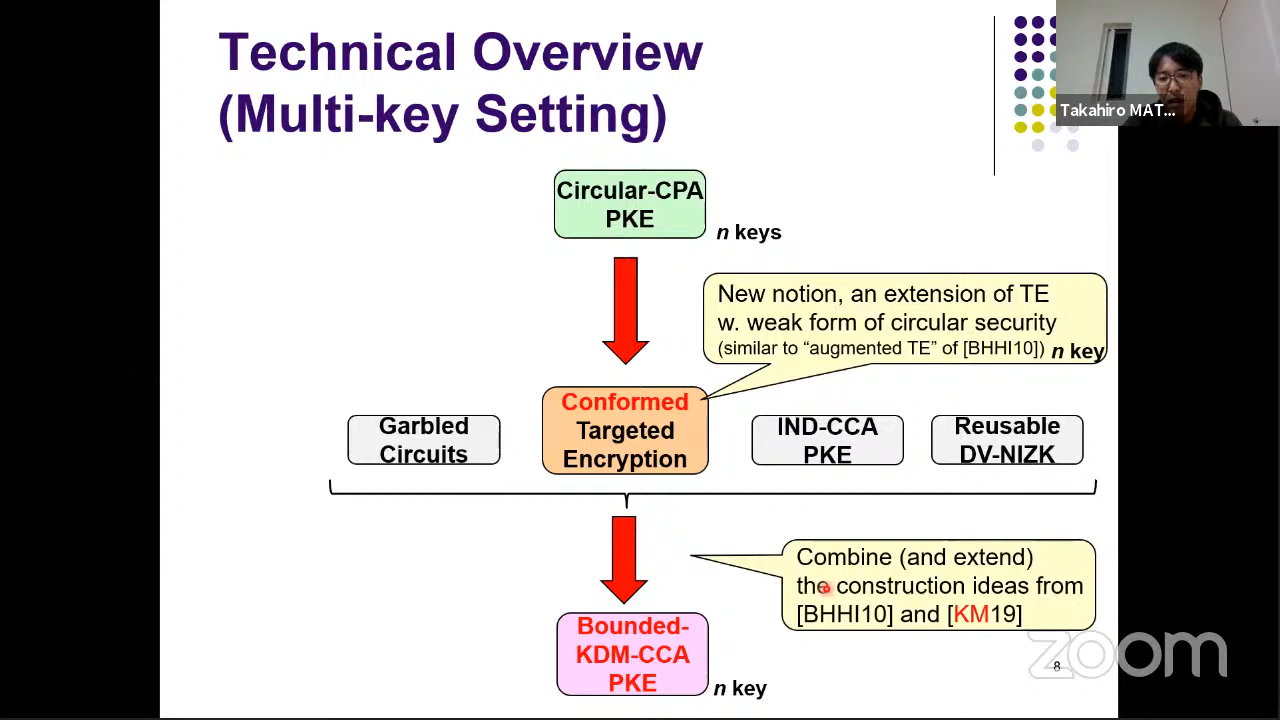 Technical Overview
(Multi-key Setting)
Takahiro MAT...
Circular-CPA
PKE
n keys
New notion, an extension of TE
w. weak form of circular security
(similar to “augmented TE” of [BHHI10])
n key
Garbled
Circuits
Conformed
Targeted
Encryption
IND-CCA
PKE
Reusable
DV-NIZK
Combine (and extend)
the construction ideas from
[BHHI10] and [KM19]
Bounded-
KDM-CCA
PKE
n key
zoom
8